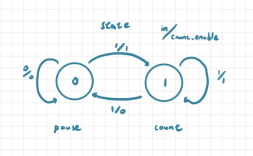 state
in/count_enable
1/1
0/0
0
1
1/1
1/0
pause
count